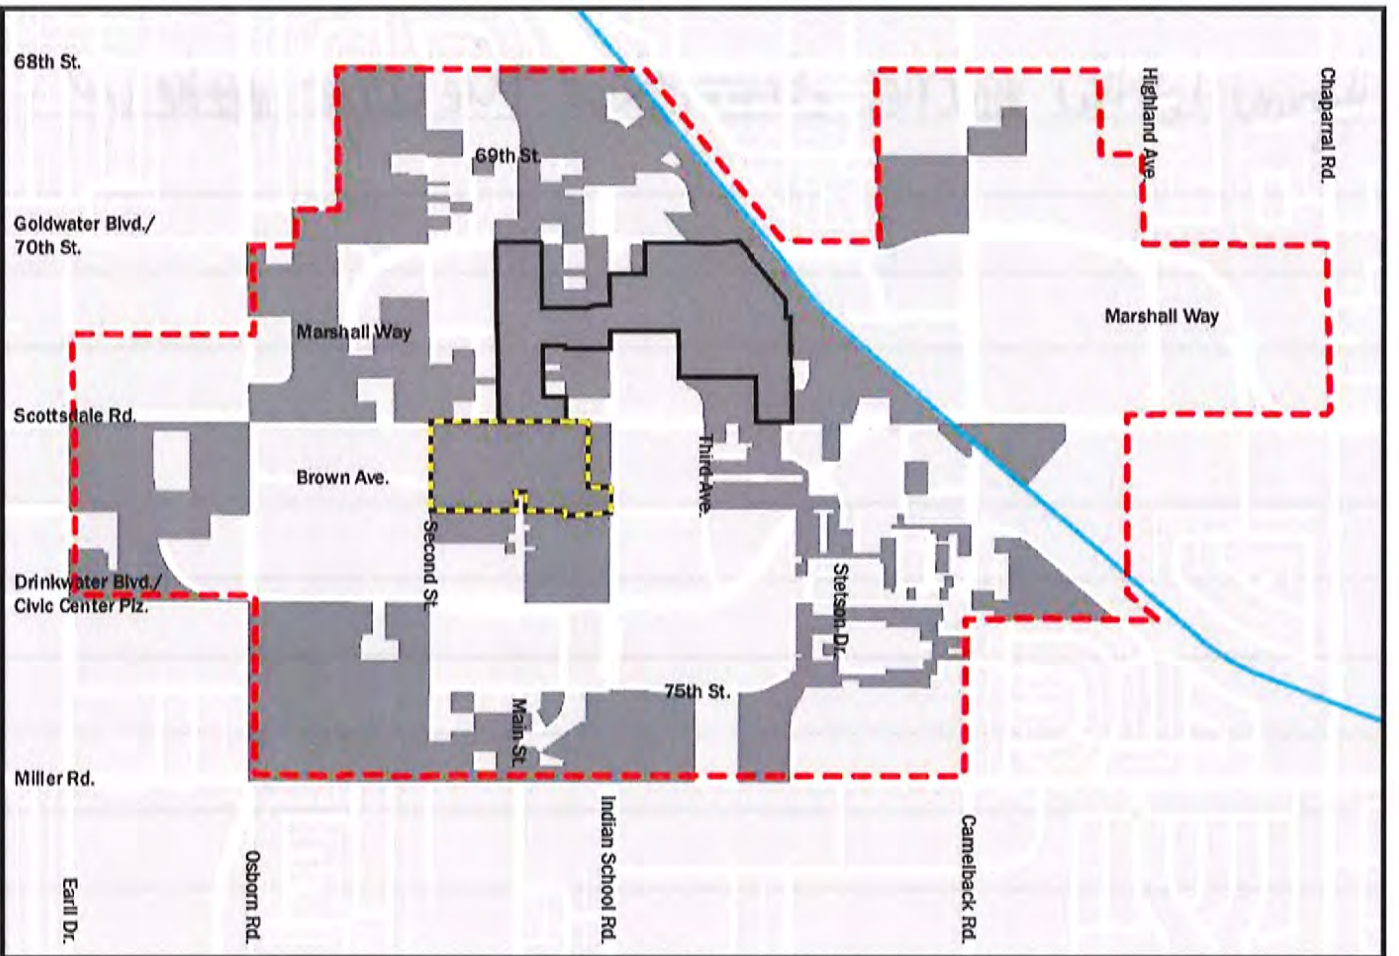 68th St.
69th St.
Highland Ave.
Chaparral Rd.
Goldwater Blvd./
70th St.
Marshall Way
Marshall Way
Scottsdale Rd.
Brown Ave.
Third Ave.
Second St.
Stetson Dr.
Drinkwater Blvd./
Civic Center Plz.
75th St.
Main St.
Miller Rd.
Indian School Rd.
Camelback Rd.
Osborn Rd.
Earll Dr.